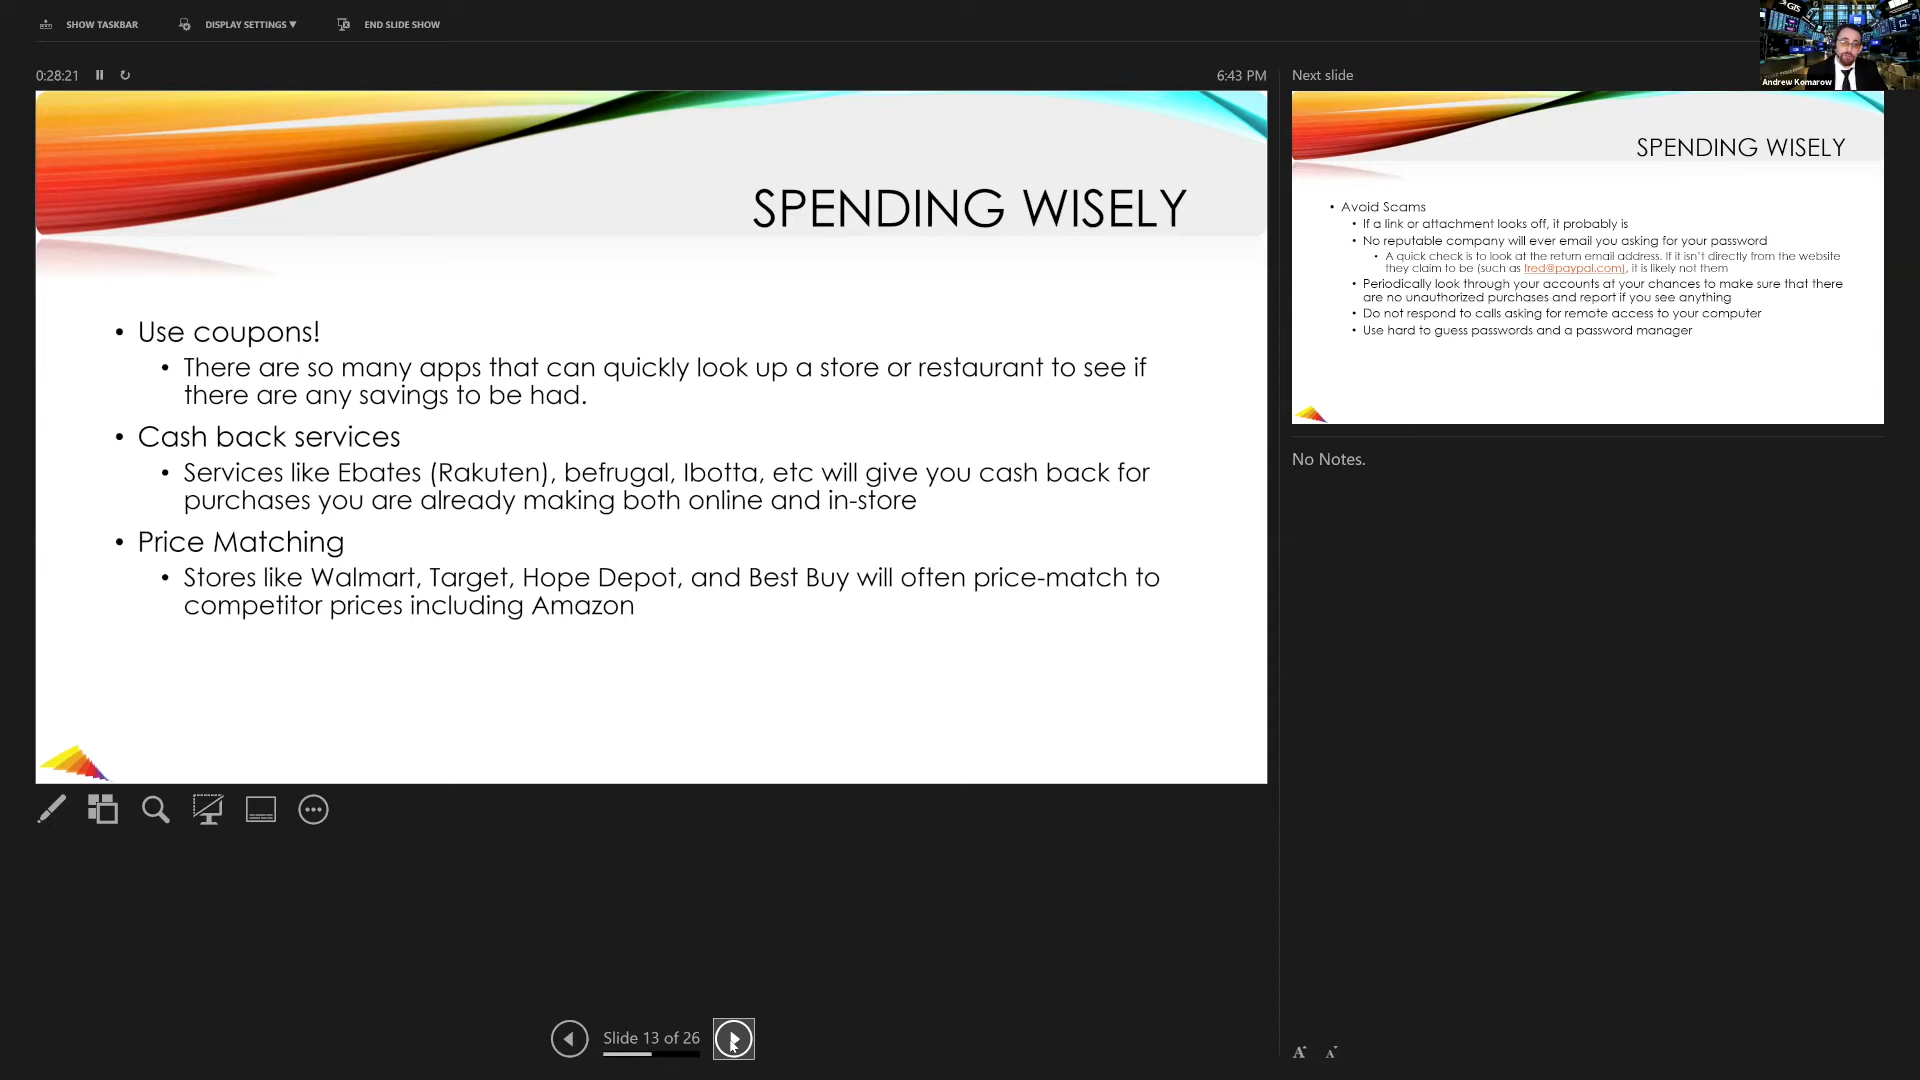 SHOW TASKBAR
DISPLAY SETTINGS ▼
END SLIDE SHOW
GTS
Andrew Komarow
0:28:21
6:43 PM
SPENDING WISELY
• Use coupons!
• There are so many apps that can quickly look up a store or restaurant to see if
there are any savings to be had.
• Cash back services
• Services like Ebates (Rakuten), befrugal, Ibotta, etc will give you cash back for
purchases you are already making both online and in-store
• Price Matching
• Stores like Walmart, Target, Hope Depot, and Best Buy will often price-match to
competitor prices including Amazon
Slide 13 of 26
Next slide
SPENDING WISELY
• Avoid Scams
• If a link or attachment looks off, it probably is
• No reputable company will ever email you asking for your password
• A quick check is to look at the return email address. If it isn't directly from the website
they claim to be (such as fred@paypal.com), it is likely not them
• Periodically look through your accounts at your chances to make sure that there
are no unauthorized purchases and report if you see anything
• Do not respond to calls asking for remote access to your computer
• Use hard to guess passwords and a password manager
No Notes.
A A